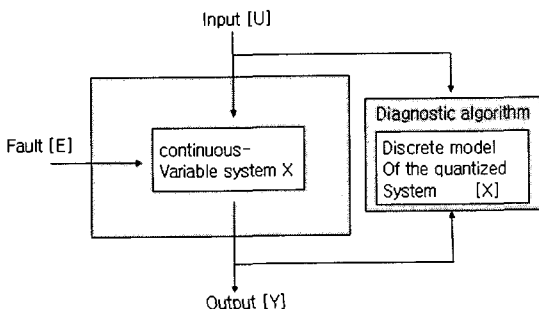 Input [U]
Diagnostic algorithm
Fault [E]
continuous-
Variable system X
Discrete model
Of the quantized
System [X]
Output [Y]